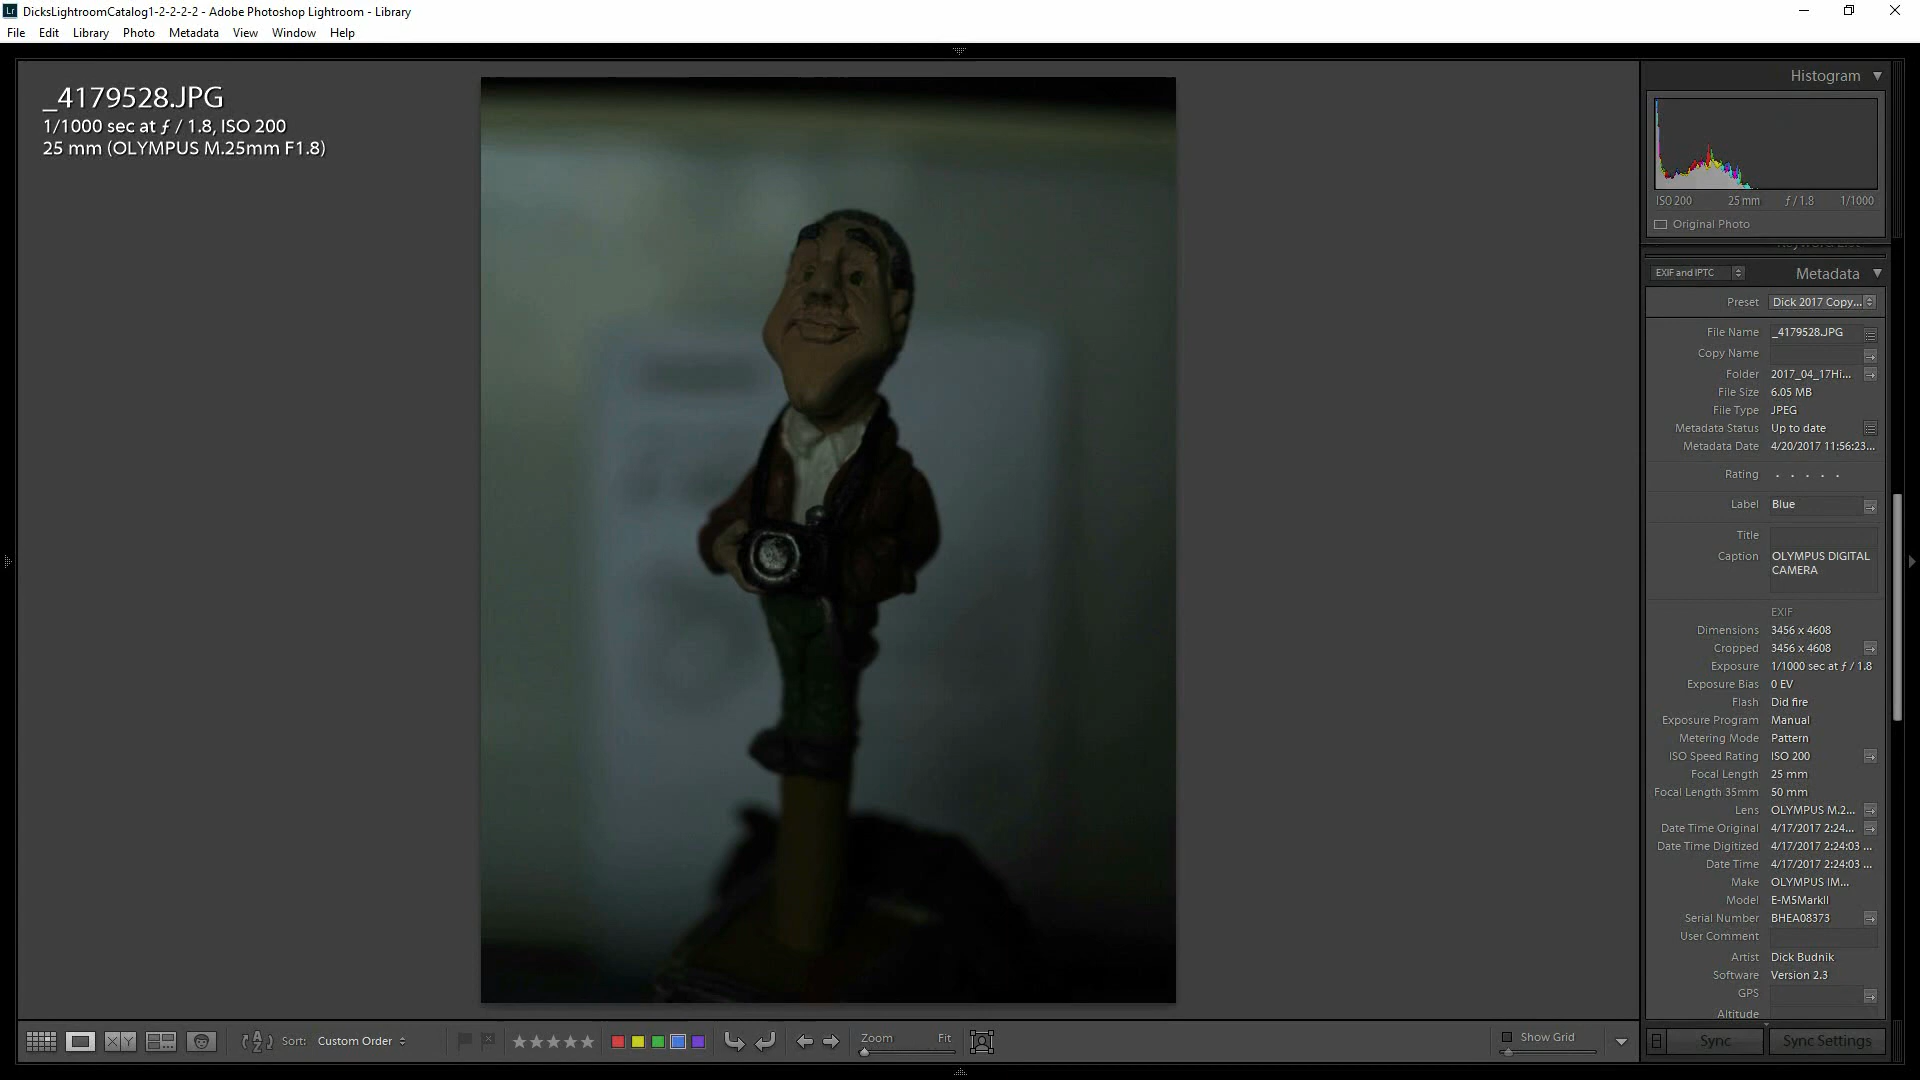 DicksLightroomCatalog1-2-2-2-2 - Adobe Photoshop Lightroom - Library
File Edit Library Photo Metadata View Window Help
_4179528.JPG
1/1000 sec at ƒ / 1.8, ISO 200
25 mm (OLYMPUS M.25mm F1.8)
Histogram
ISO 200 25 mm ƒ / 1.8 1/1000
Original Photo
EXIF and IPTC Metadata
Preset Dick 2017 Copy...
File Name _4179528.JPG
Copy Name
Folder 2017_04_17Hi...
File Size 6.05 MB
File Type JPEG
Metadata Status Up to date
Metadata Date 4/20/2017 11:56:23...
Rating
Label Blue
Title
Caption OLYMPUS DIGITAL
CAMERA
EXIF
Dimensions 3456 x 4608
Cropped 3456 x 4608
Exposure 1/1000 sec at ƒ / 1.8
Exposure Bias 0 EV
Flash Did fire
Exposure Program Manual
Metering Mode Pattern
ISO Speed Rating ISO 200
Focal Length 25 mm
Focal Length 35mm 50 mm
Lens OLYMPUS M.2...
Date Time Original 4/17/2017 2:24...
Date Time Digitized 4/17/2017 2:24:03 ...
Date Time 4/17/2017 2:24:03 ...
Make OLYMPUS IM...
Model E-M5MarkII
Serial Number BHEA08373
User Comment
Artist Dick Budnik
Software Version 2.3
GPS
Altitude
Sort: Custom Order Zoom Fit Show Grid Sync Sync Settings